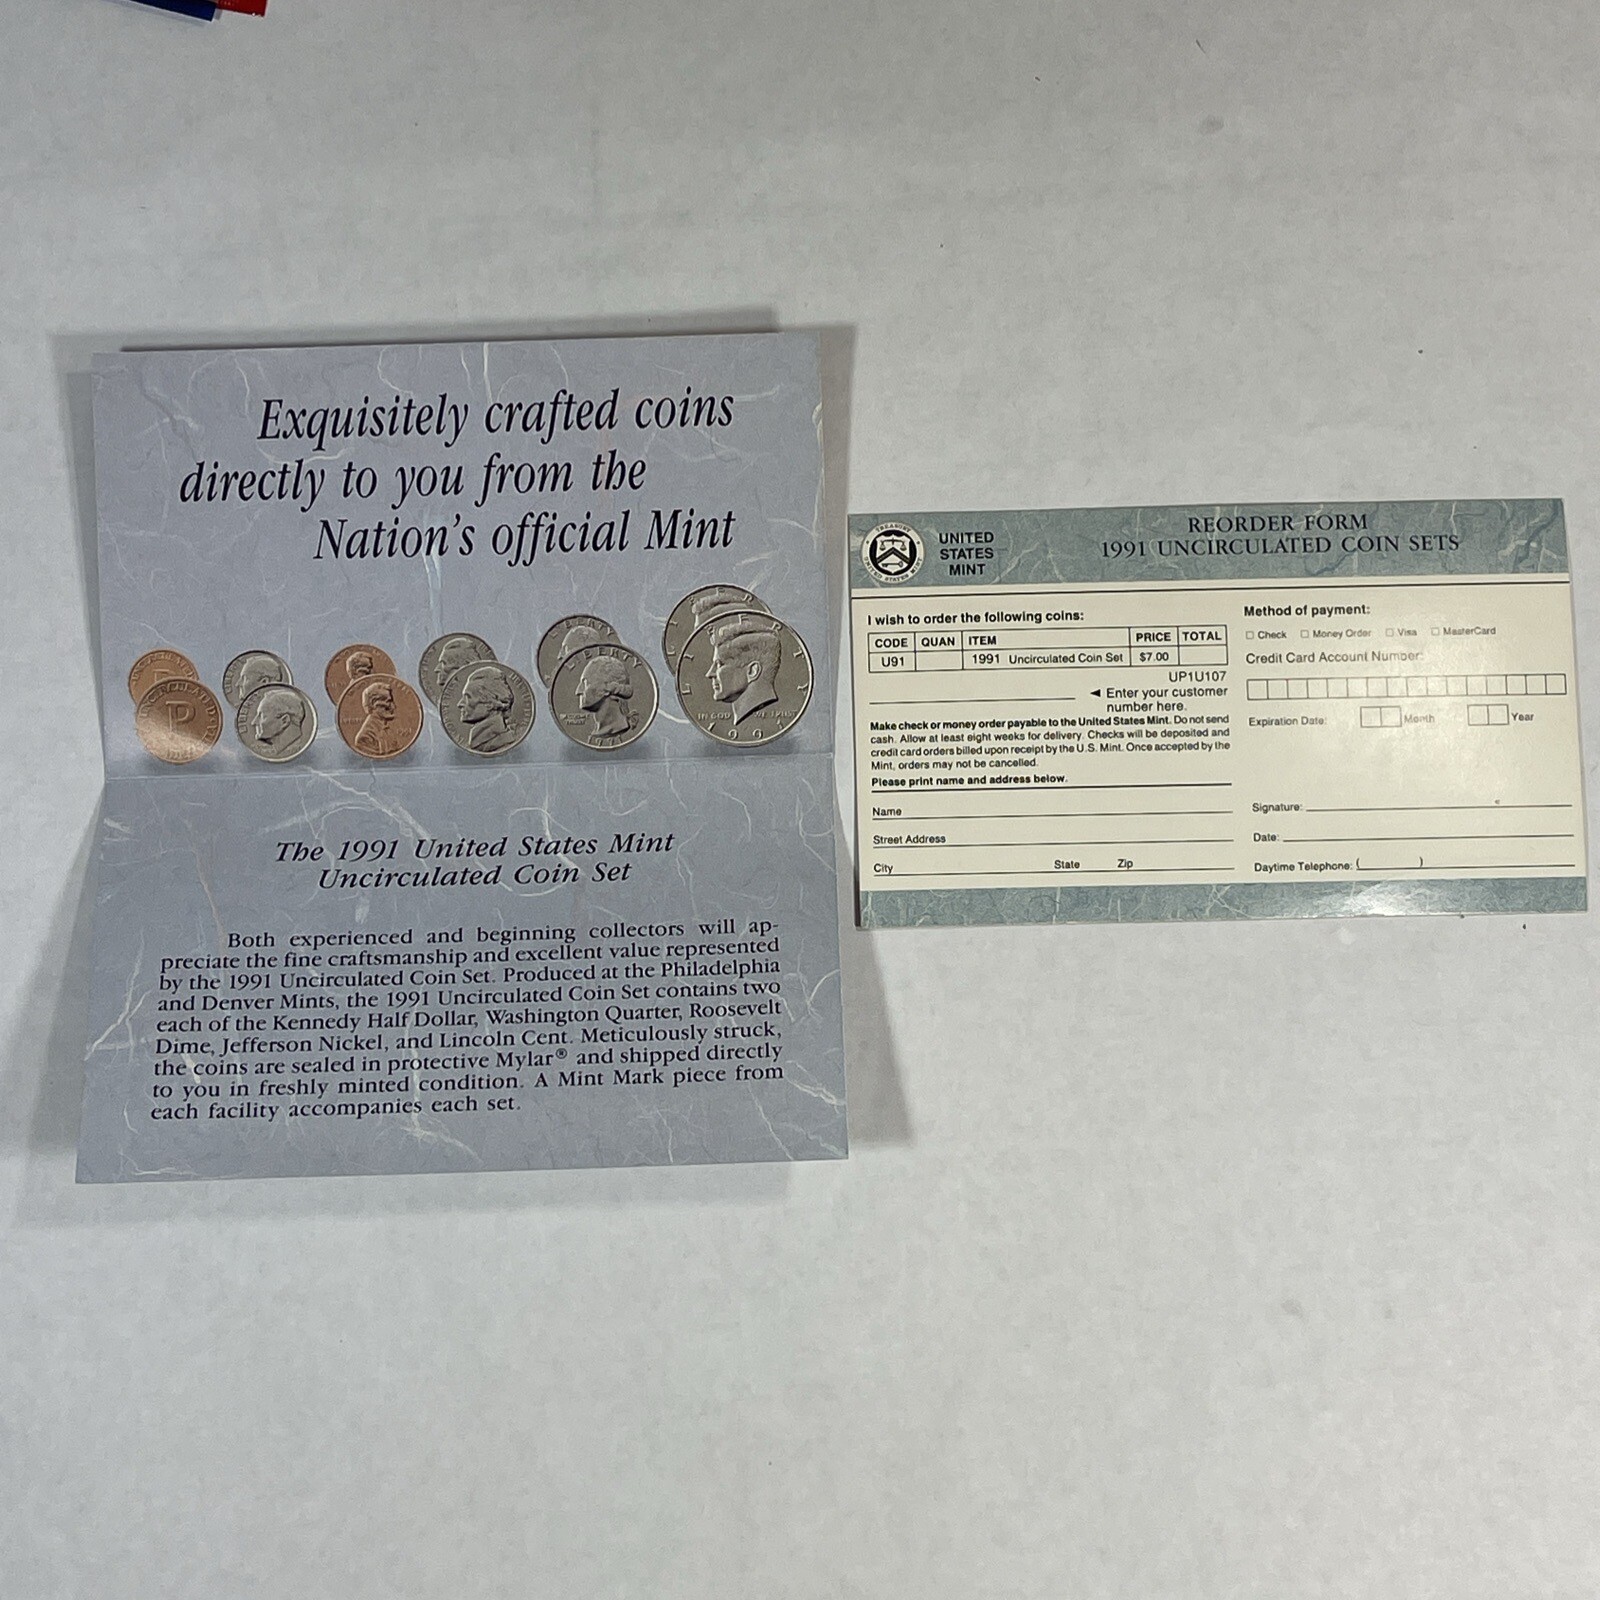 Exquisitely crafted coins
directly to you from the
Nation's official Mint
P
UNCIRCULATED
P
LIBERTY
LIBERTY
1991
LIBERTY
IN GOD WE TRUST
1991
The 1991 United States Mint
Uncirculated Coin Set
Both experienced and beginning collectors will ap-
preciate the fine craftsmanship and excellent value represented
by the 1991 Uncirculated Coin Set. Produced at the Philadelphia
and Denver Mints, the 1991 Uncirculated Coin Set contains two
each of the Kennedy Half Dollar, Washington Quarter, Roosevelt
Dime, Jefferson Nickel, and Lincoln Cent. Meticulously struck,
the coins are sealed in protective Mylar® and shipped directly
to you in freshly minted condition. A Mint Mark piece from
each facility accompanies each set.
UNITED
STATES
MINT
REORDER FORM
1991 UNCIRCULATED COIN SETS
I wish to order the following coins:
CODE QUAN ITEM PRICE TOTAL
U91 1991 Uncirculated Coin Set $7.00
UP1U107
◄ Enter your customer
number here.
Make check or money order payable to the United States Mint. Do not send
cash. Allow at least eight weeks for delivery. Checks will be deposited and
credit card orders billed upon receipt by the U.S. Mint. Once accepted by the
Mint, orders may not be cancelled.
Please print name and address below.
Name
Street Address
City State Zip
Method of payment:
□ Check □ Money Order □ Visa □ MasterCard
Credit Card Account Number:
Expiration Date: Month Year
Signature:
Date:
Daytime Telephone: ( )